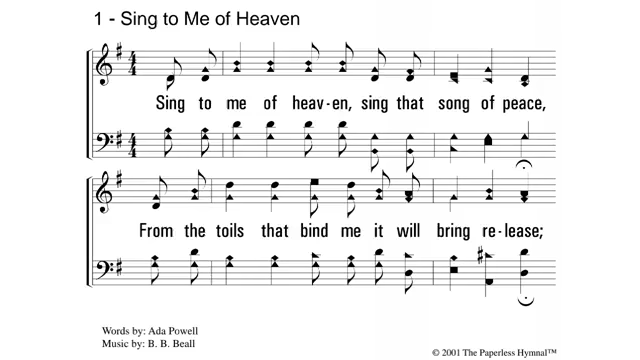 1 - Sing to Me of Heaven
Sing to me of heav-en, sing that song of peace,
From the toils that bind me it will bring re-lease;
Words by: Ada Powell
Music by: B. B. Beall
© 2001 The Paperless Hymnal™